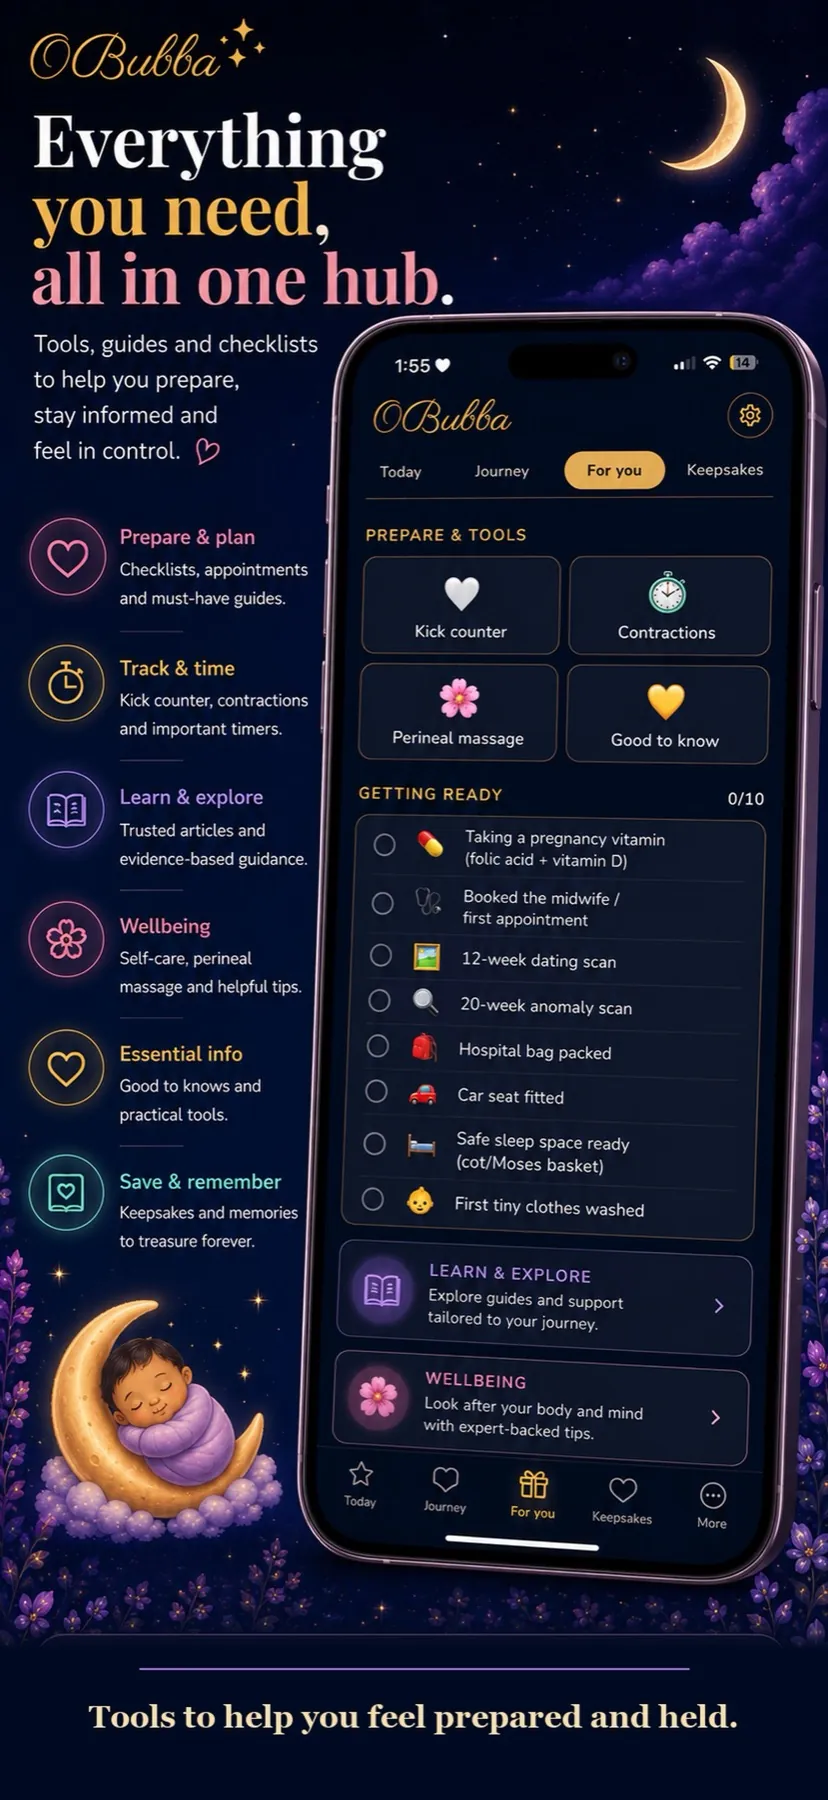 OBubba
Everything
you need,
all in one hub.
Tools, guides and checklists
to help you prepare,
stay informed and
feel in control.
Prepare & plan
Checklists, appointments
and must-have guides.
Track & time
Kick counter, contractions
and important timers.
Learn & explore
Trusted articles and
evidence-based guidance.
Wellbeing
Self-care, perineal
massage and helpful tips.
Essential info
Good to knows and
practical tools.
Save & remember
Keepsakes and memories
to treasure forever.
1:55
14
OBubba
Today
Journey
For you
Keepsakes
PREPARE & TOOLS
Kick counter
Contractions
Perineal massage
Good to know
GETTING READY
0/10
Taking a pregnancy vitamin
(folic acid + vitamin D)
Booked the midwife /
first appointment
12-week dating scan
20-week anomaly scan
Hospital bag packed
Car seat fitted
Safe sleep space ready
(cot/Moses basket)
First tiny clothes washed
LEARN & EXPLORE
Explore guides and support
tailored to your journey.
WELLBEING
Look after your body and mind
with expert-backed tips.
Today
Journey
For you
Keepsakes
More
Tools to help you feel prepared and held.